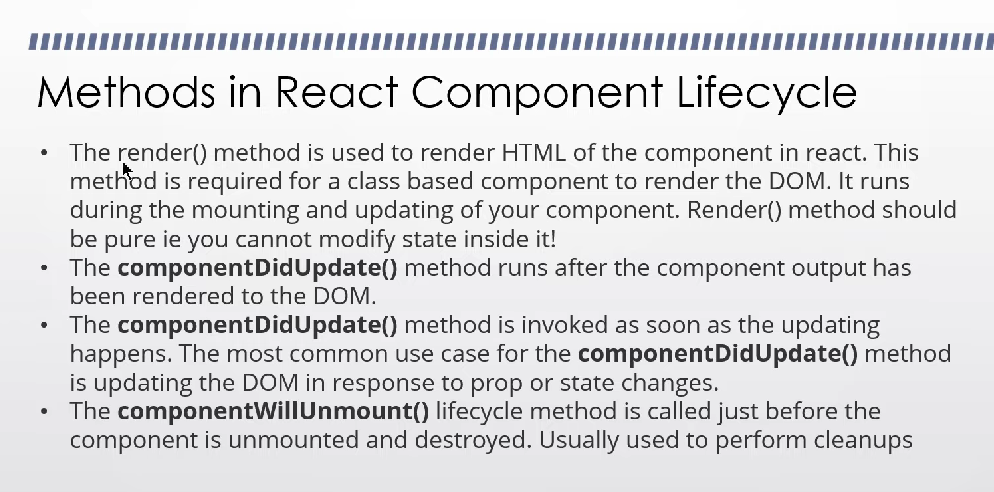 Methods in React Component Lifecycle
• The render() method is used to render HTML of the component in react. This
method is required for a class based component to render the DOM. It runs
during the mounting and updating of your component. Render() method should
be pure ie you cannot modify state inside it!
• The componentDidUpdate() method runs after the component output has
been rendered to the DOM.
• The componentDidUpdate() method is invoked as soon as the updating
happens. The most common use case for the componentDidUpdate() method
is updating the DOM in response to prop or state changes.
• The componentWillUnmount() lifecycle method is called just before the
component is unmounted and destroyed. Usually used to perform cleanups